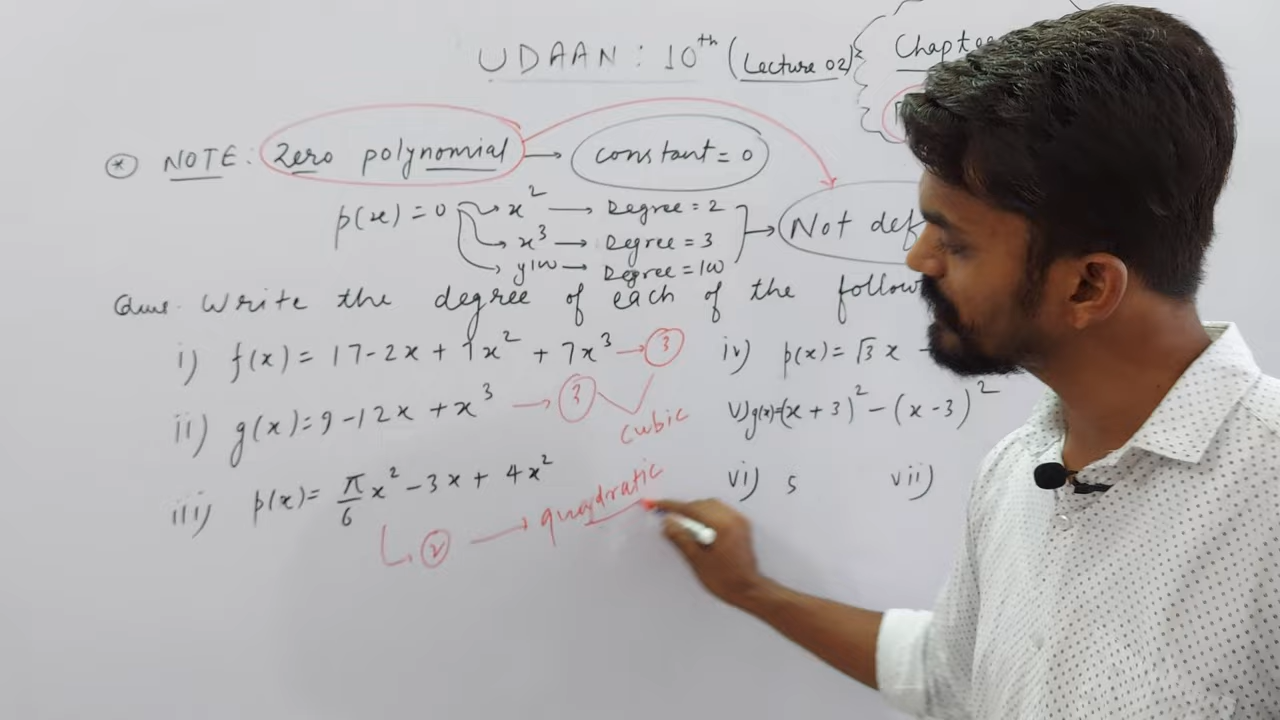 UDAAN : 10th (Lecture 02)
Chapter
* NOTE: Zero polynomial → constant = 0
p(x) = 0 → x² → Degree = 2
→ x³ → Degree = 3 → Not def
→ y100 → Degree = 100
Ques. Write the degree of each of the follow
i) f(x) = 17 - 2x + 1x² + 7x³ → 3
ii) g(x) = 9 - 12x + x³ → 3
cubic
iii) p(x) = π/6 x² - 3x + 4x²
2 → quadratic
iv) p(x) = √3 x -
v) g(x) = (x + 3)² - (x - 3)²
vi) 5 vii)